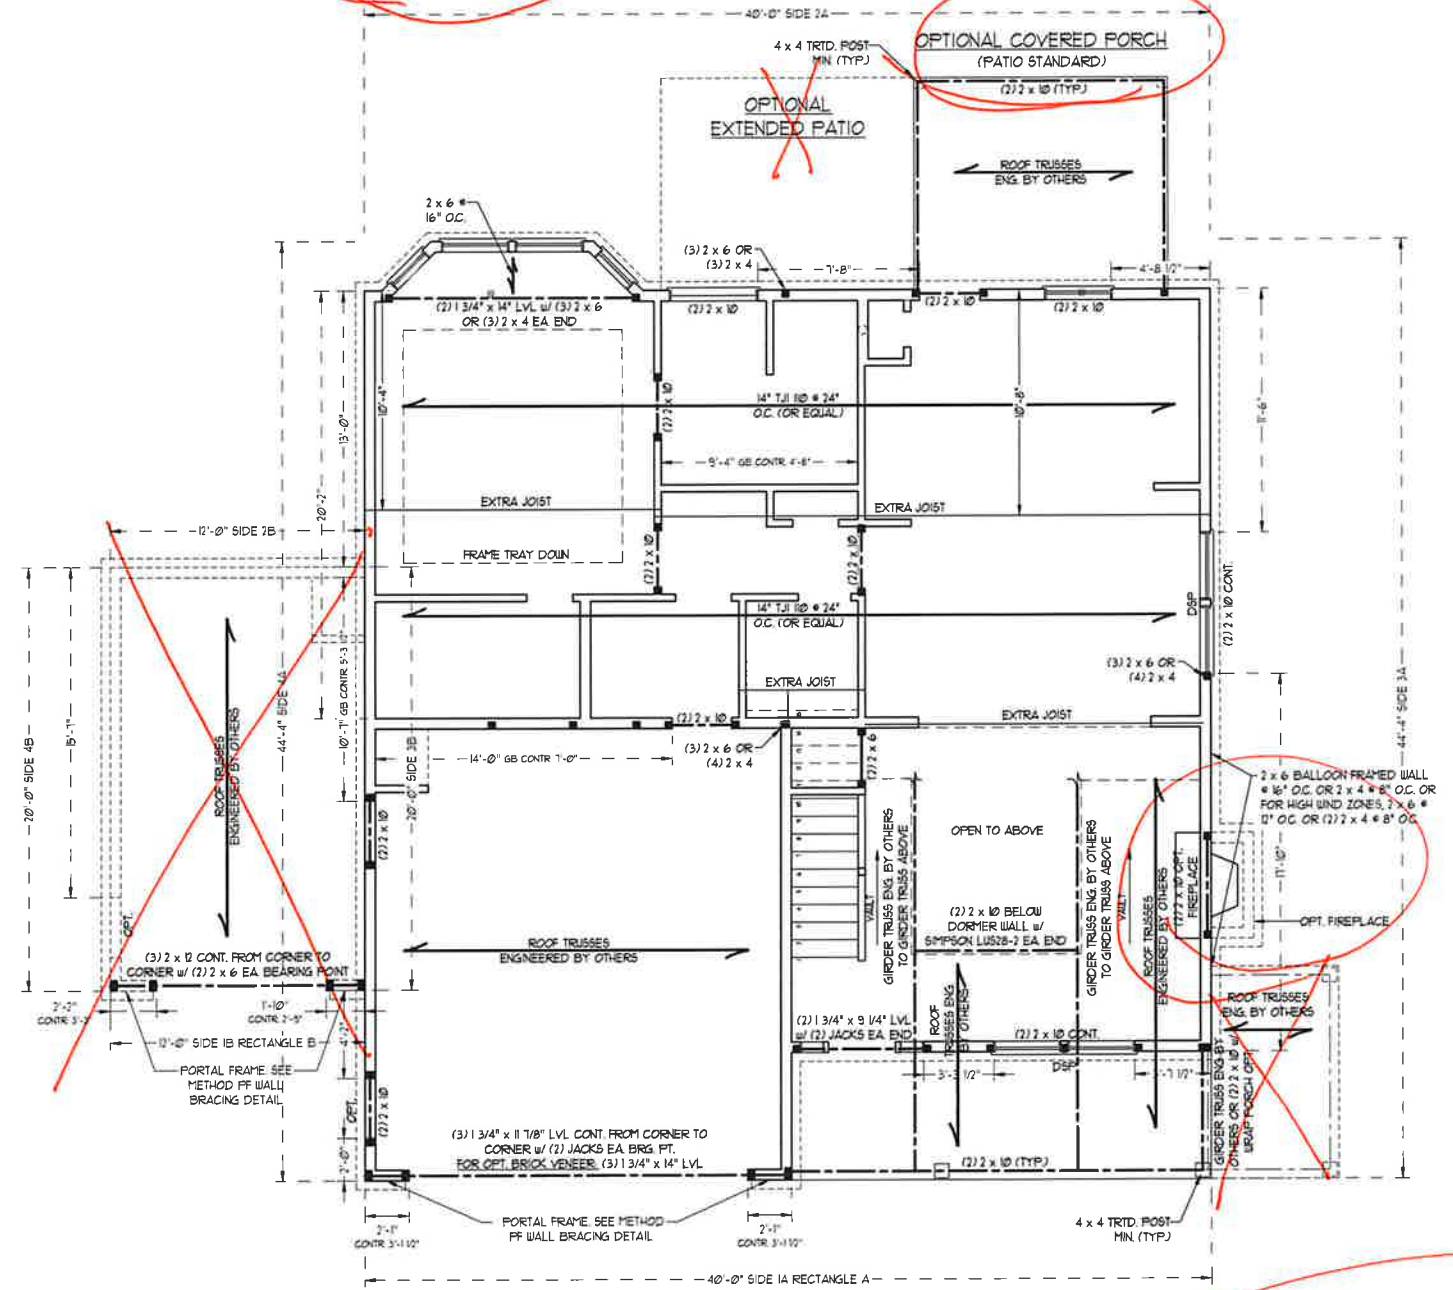 40'-0" SIDE 2A
4 x 4 TRTD. POST
MIN. (TYP.)
OPTIONAL COVERED PORCH
(PATIO STANDARD)
(2) 2 x 10 (TYP.)
OPTIONAL
EXTENDED PATIO
ROOF TRUSSES
ENG. BY OTHERS
2 x 6 @
16" O.C.
(3) 2 x 6 OR
(3) 2 x 4
7'-8"
4'-8 1/2"
(2) 1 3/4" x 14" LVL w/ (3) 2 x 6
OR (3) 2 x 4 EA. END
(2) 2 x 10
(2) 2 x 10
(2) 2 x 10
10'-4"
13'-0"
20'-2"
(2) 2 x 10
14" TJI 110 @ 24"
O.C. (OR EQUAL)
10'-8"
11'-6"
9'-4" GB CONTR. 4'-8"
EXTRA JOIST
EXTRA JOIST
12'-0" SIDE 2B
FRAME TRAY DOWN
(2) 2 x 10
(2) 2 x 10
DSP
(2) 2 x 10 CONT.
14" TJI 110 @ 24"
O.C. (OR EQUAL)
(3) 2 x 6 OR
(4) 2 x 4
EXTRA JOIST
EXTRA JOIST
(2) 2 x 10
(3) 2 x 6 OR
(4) 2 x 4
14'-0" GB CONTR. 7'-0"
(2) 2 x 6
20'-0" SIDE 4B
15'-1"
ROOF TRUSSES
ENGINEERED BY OTHERS
44'-4" SIDE 4A
20'-0" SIDE 3B
44'-4" SIDE 3A
2 x 6 BALLOON FRAMED WALL
@ 16" O.C. OR 2 x 4 @ 8" O.C. OR
FOR HIGH WIND ZONES, 2 x 6 @
12" O.C. OR (2) 2 x 4 @ 8" O.C.
17'-10"
(2) 2 x 10
OPEN TO ABOVE
GIRDER TRUSS ENG. BY OTHERS
TO GIRDER TRUSS ABOVE
GIRDER TRUSS ENG. BY OTHERS
TO GIRDER TRUSS ABOVE
VAULT
VAULT
ROOF TRUSSES
ENGINEERED BY OTHERS
(2) 2 x 10 OPT.
FIREPLACE
OPT. FIREPLACE
(2) 2 x 10 BELOW
DORMER WALL w/
SIMPSON LUS28-2 EA. END
OPT.
ROOF TRUSSES
ENGINEERED BY OTHERS
(3) 2 x 12 CONT. FROM CORNER TO
CORNER w/ (2) 2 x 6 EA. BEARING POINT
2'-2"
1'-10"
4'-2"
12'-0" SIDE 1B RECTANGLE B
PORTAL FRAME. SEE
METHOD PF WALL
BRACING DETAIL
(2) 1 3/4" x 9 1/4" LVL
w/ (2) JACKS EA. END
ROOF
TRUSSES ENG.
BY OTHERS
(2) 2 x 10 CONT.
DSP
3'-3 1/2"
ROOF TRUSSES
ENG. BY OTHERS
GIRDER TRUSS ENG. BY
OTHERS OR (2) 2 x 10 w/
WRAP PORCH OPT.
OPT.
(2) 2 x 10
2'-0"
(3) 1 3/4" x 11 7/8" LVL CONT. FROM CORNER TO
CORNER w/ (2) JACKS EA. BRG. PT.
FOR OPT. BRICK VENEER: (3) 1 3/4" x 14" LVL
(2) 2 x 10 (TYP.)
2'-1"
CONTR. 3'-1 1/2"
PORTAL FRAME. SEE METHOD
PF WALL BRACING DETAIL
2'-1"
CONTR. 3'-1 1/2"
4 x 4 TRTD. POST
MIN. (TYP.)
40'-0" SIDE 1A RECTANGLE A